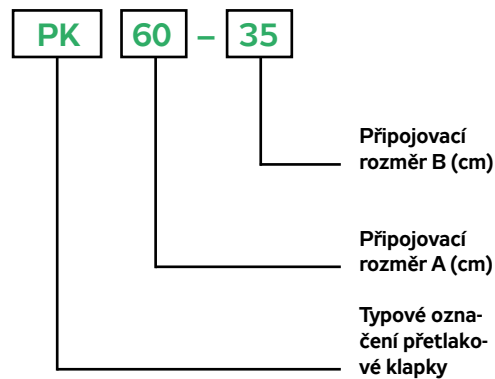 PK 60 – 35
Připojovací
rozměr B (cm)
Připojovací
rozměr A (cm)
Typové ozna-
čení přetlako-
vé klapky